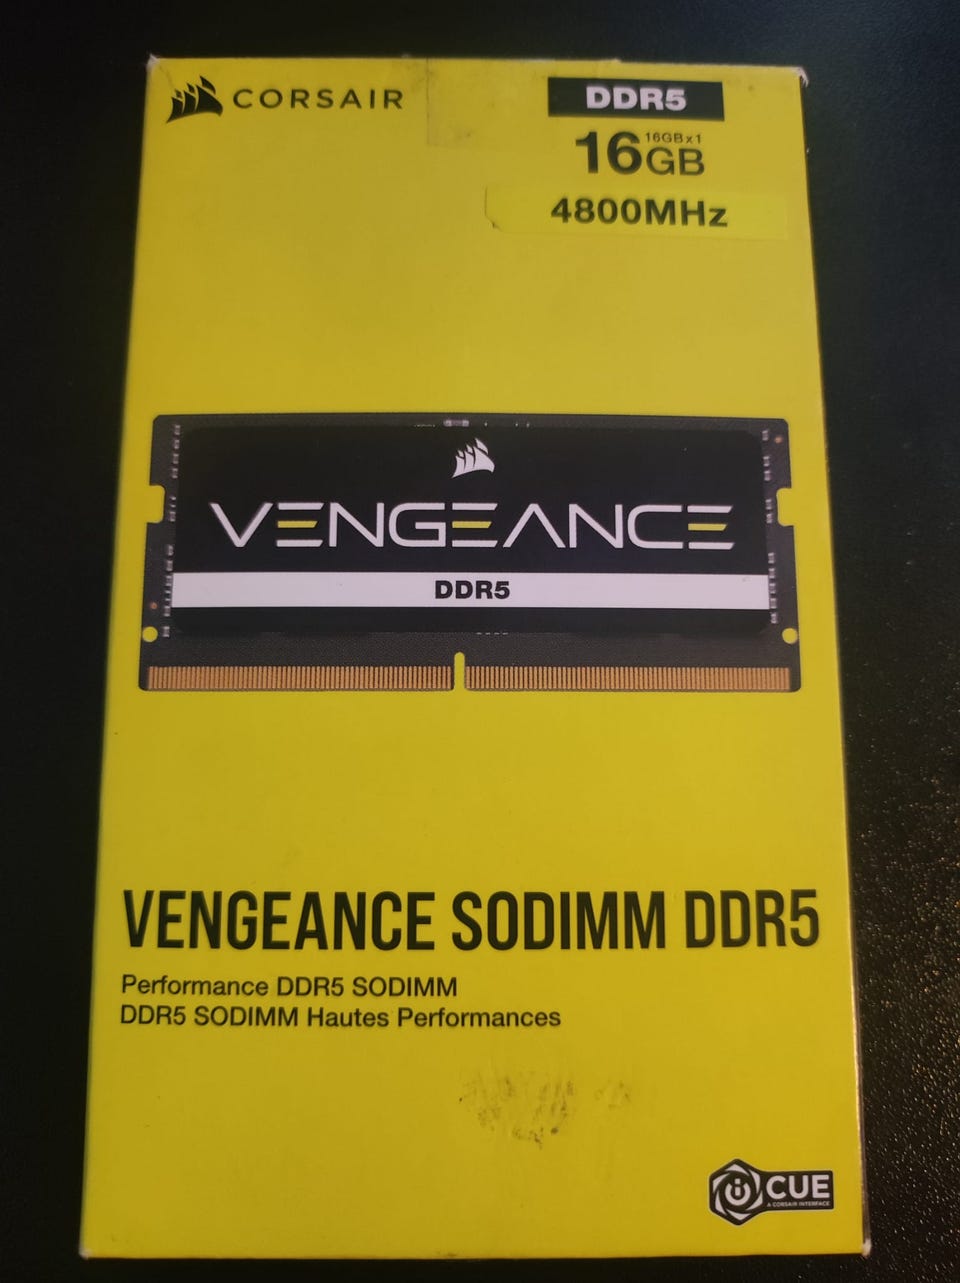 CORSAIR
DDR5
16GBx1
16GB
4800MHz
VENGEANCE
DDR5
VENGEANCE SODIMM DDR5
Performance DDR5 SODIMM
DDR5 SODIMM Hautes Performances
iCUE
A CORSAIR INTERFACE